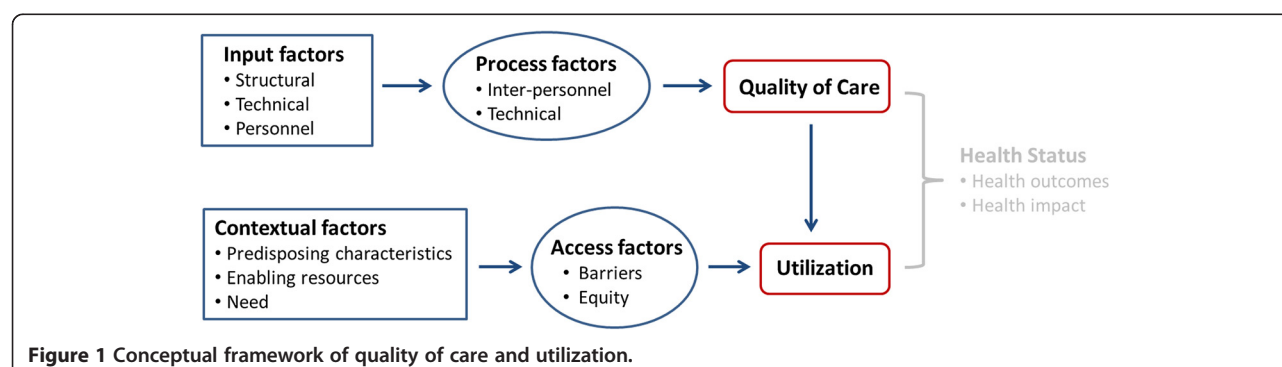 Input factors
• Structural
• Technical
• Personnel
Process factors
• Inter-personnel
• Technical
Quality of Care
Health Status
• Health outcomes
• Health impact
Contextual factors
• Predisposing characteristics
• Enabling resources
• Need
Access factors
• Barriers
• Equity
Utilization
Figure 1 Conceptual framework of quality of care and utilization.